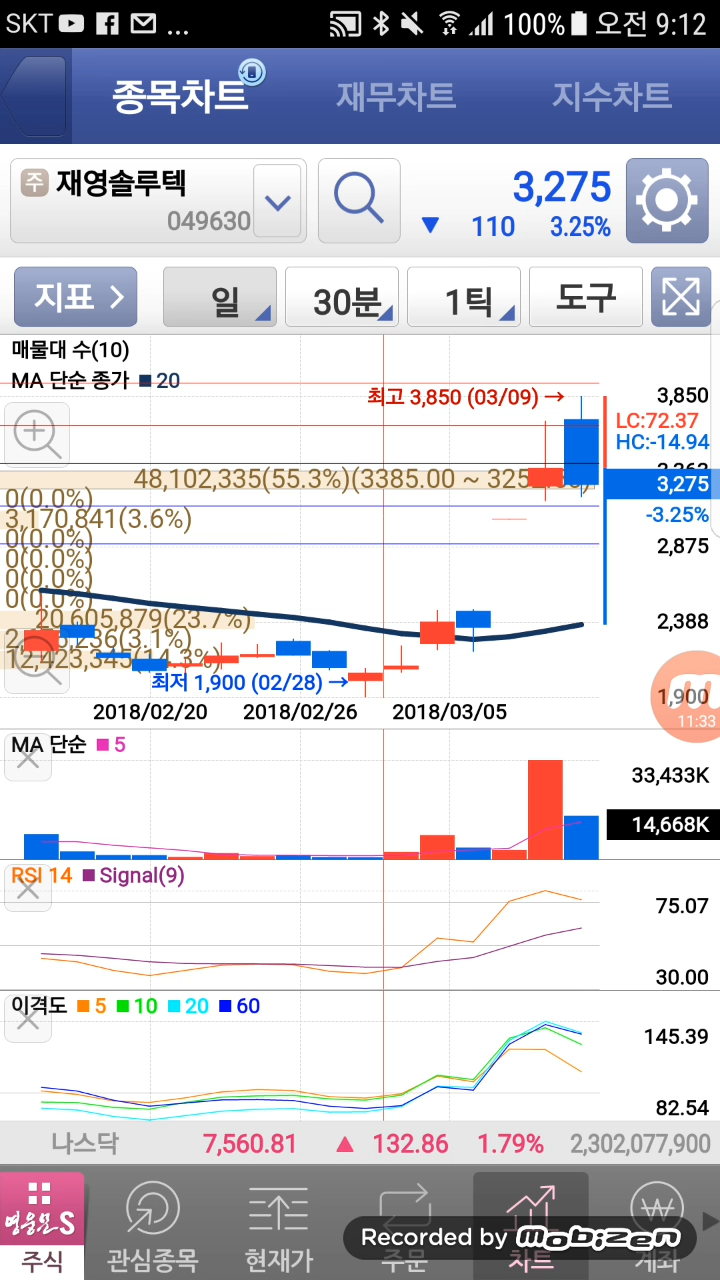 SKT ... 100% 오전 9:12
종목차트 재무차트 지수차트
주 재영솔루텍
049630
3,275
▼ 110 3.25%
지표 일 30분 1틱 도구
매물대 수(10)
MA 단순 종가 20
최고 3,850 (03/09) → 3,850
LC:72.37
HC:-14.94
48,102,335(55.3%)(3385.00 ~
3,275
0(0.0%)
-3.25%
3,170,841(3.6%)
0(0.0%)
2,875
0(0.0%)
0(0.0%)
0(0.0%)
20,605,879(23.7%)
2,388
12,423,345(14.3%)
최저 1,900 (02/28) →
1,900
2018/02/20 2018/02/26 2018/03/05
11:33
MA 단순 5
33,433K
14,668K
RSI 14 Signal(9)
75.07
30.00
이격도 5 10 20 60
145.39
82.54
나스닥 7,560.81 ▲ 132.86 1.79% 2,302,077,900
영웅문S
주식 관심종목 현재가 주문 차트 계좌
Recorded by mobizen